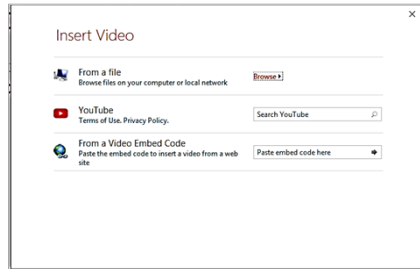 Insert Video
From a file
Browse files on your computer or local network
Browse
YouTube
Terms of Use. Privacy Policy.
Search YouTube
From a Video Embed Code
Paste the embed code to insert a video from a web
site
Paste embed code here